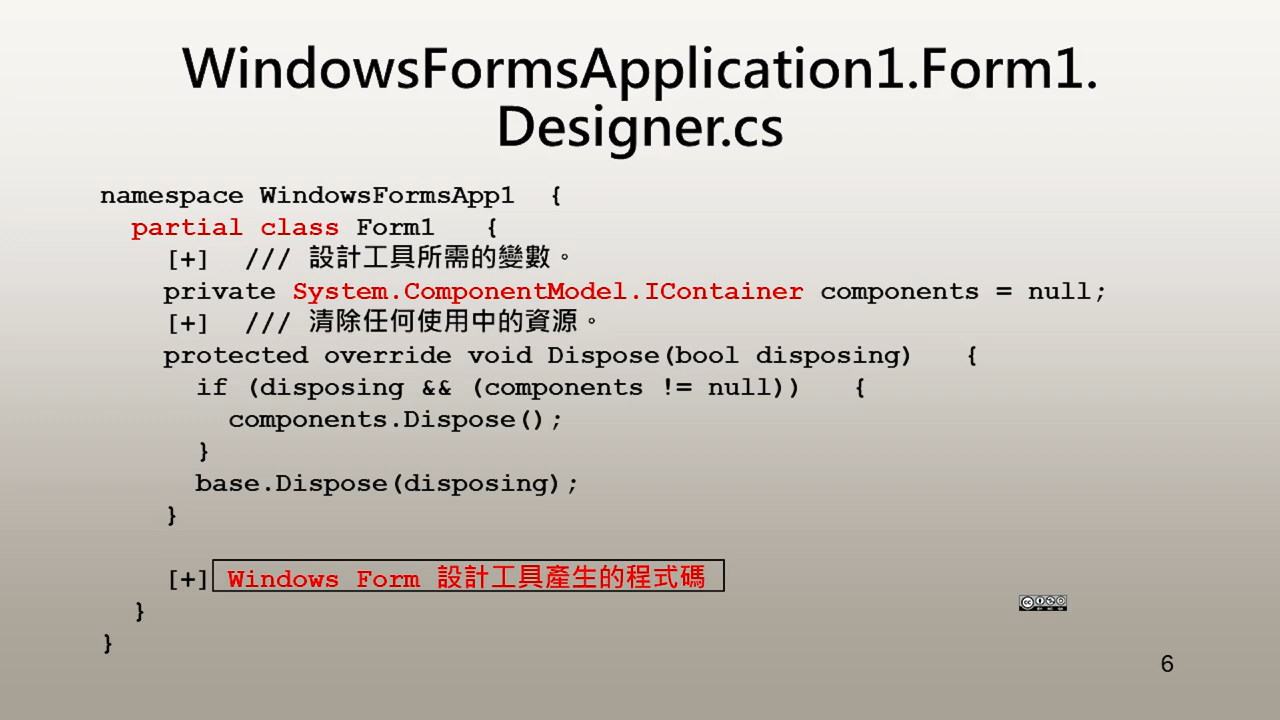 WindowsFormsApplication1.Form1.
Designer.cs
namespace WindowsFormsApp1 {
partial class Form1 {
[+] /// 設計工具所需的變數。
private System.ComponentModel.IContainer components = null;
[+] /// 清除任何使用中的資源。
protected override void Dispose(bool disposing) {
if (disposing && (components != null)) {
components.Dispose();
}
base.Dispose(disposing);
}
[+] Windows Form 設計工具產生的程式碼
}
}
6